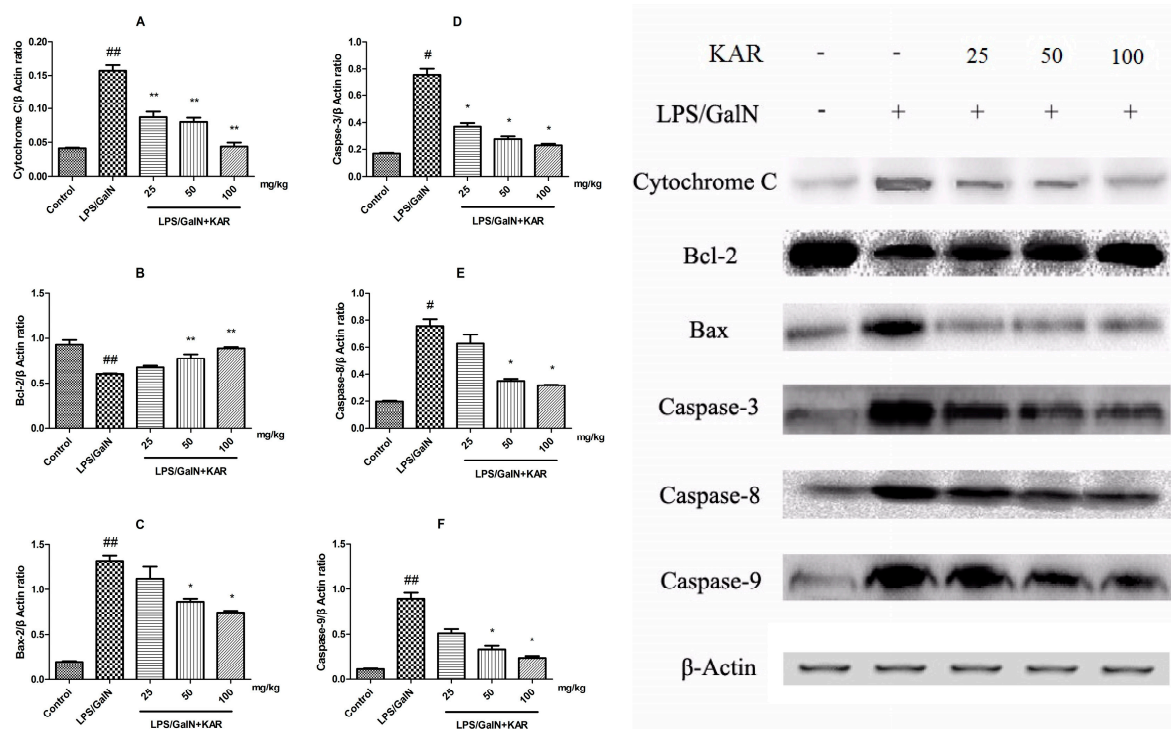 A
Cytochrome C/β Actin ratio
0.20
0.15
0.10
0.05
0.00
##
**
**
**
Control
LPS/GalN
25
50
100
mg/kg
LPS/GalN+KAR
D
Caspse-3/β Actin ratio
1.0
0.8
0.6
0.4
0.2
0.0
#
*
*
*
Control
LPS/GalN
25
50
100
mg/kg
LPS/GalN+KAR
B
Bcl-2/β Actin ratio
1.5
1.0
0.5
0.0
##
**
**
Control
LPS/GalN
25
50
100
mg/kg
LPS/GalN+KAR
E
Caspase-8/β Actin ratio
1.0
0.8
0.6
0.4
0.2
0.0
#
*
*
Control
LPS/GalN
25
50
100
mg/kg
LPS/GalN+KAR
C
Bax-2/β Actin ratio
1.5
1.0
0.5
0.0
##
*
*
Control
LPS/GalN
25
50
100
mg/kg
LPS/GalN+KAR
F
Caspase-9/β Actin ratio
1.5
1.0
0.5
0.0
##
*
*
Control
LPS/GalN
25
50
100
mg/kg
LPS/GalN+KAR
KAR - - 25 50 100
LPS/GalN - + + + +
Cytochrome C
Bcl-2
Bax
Caspase-3
Caspase-8
Caspase-9
β-Actin